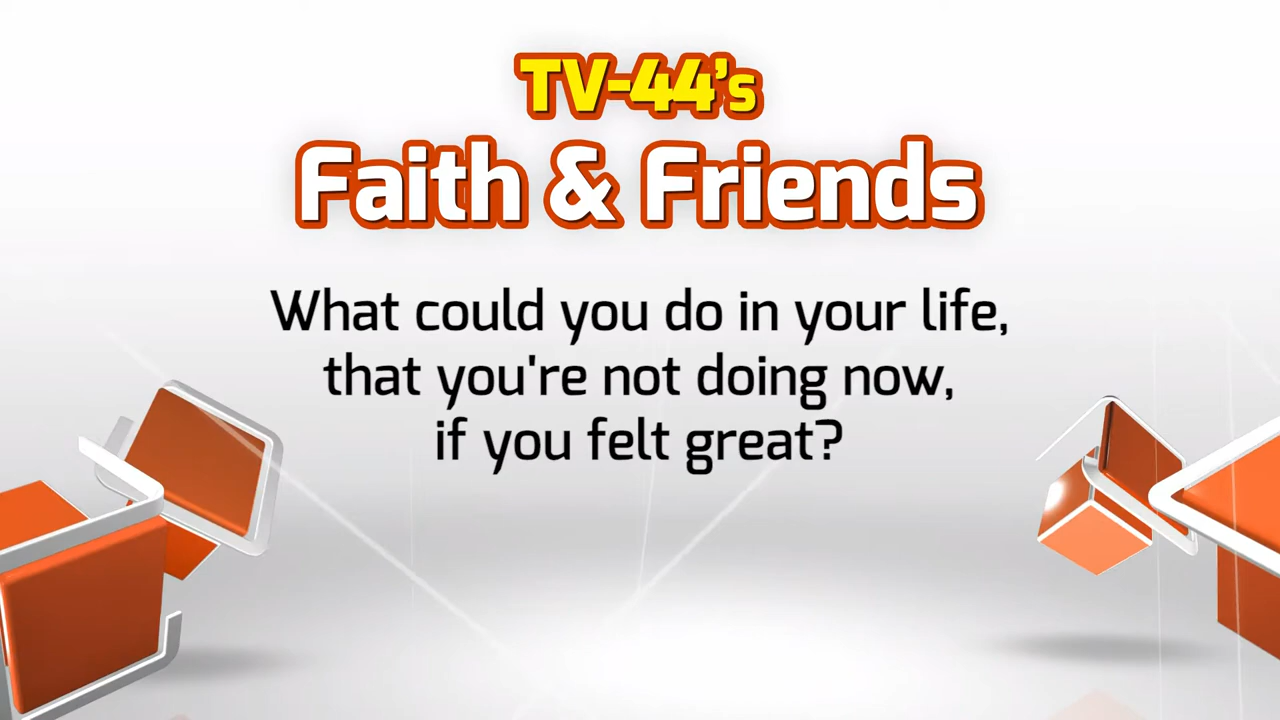 TV-44’s
Faith & Friends
What could you do in your life,
that you're not doing now,
if you felt great?